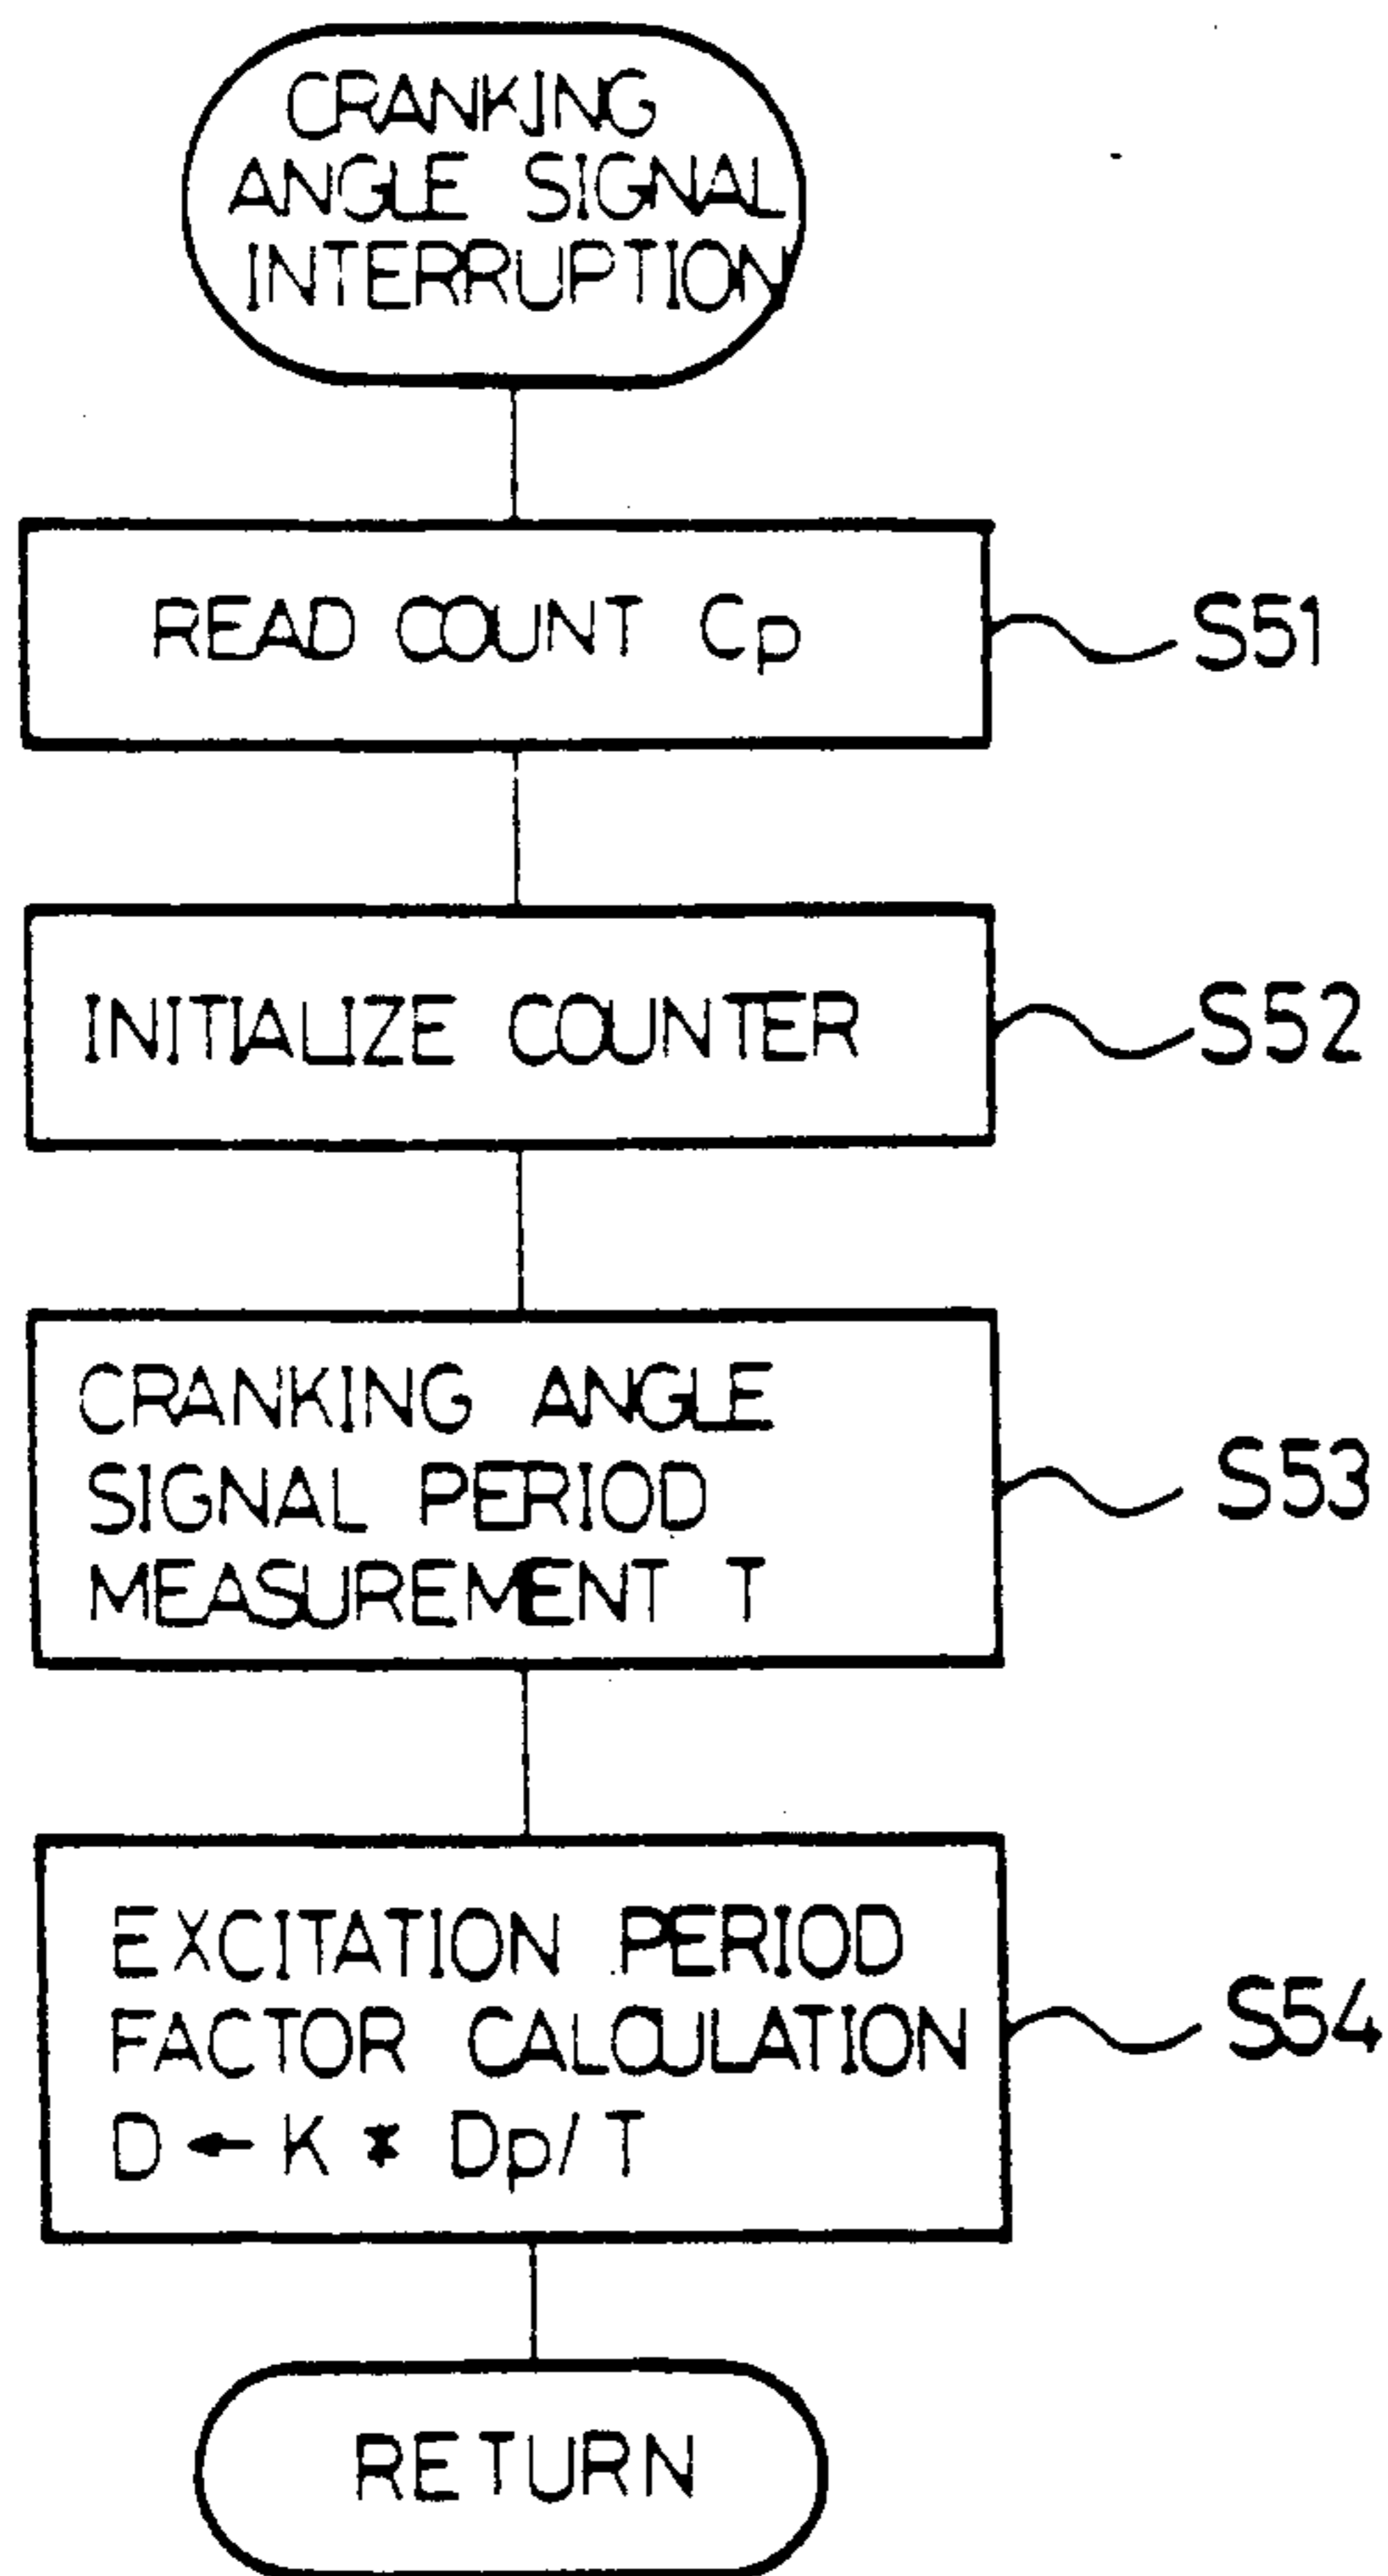 CRANKING
ANGLE SIGNAL
INTERRUPTION
READ COUNT Cp
S51
INITIALIZE COUNTER
S52
CRANKING ANGLE
SIGNAL PERIOD
MEASUREMENT T
S53
EXCITATION PERIOD
FACTOR CALCULATION
D ← K * Dp/T
S54
RETURN